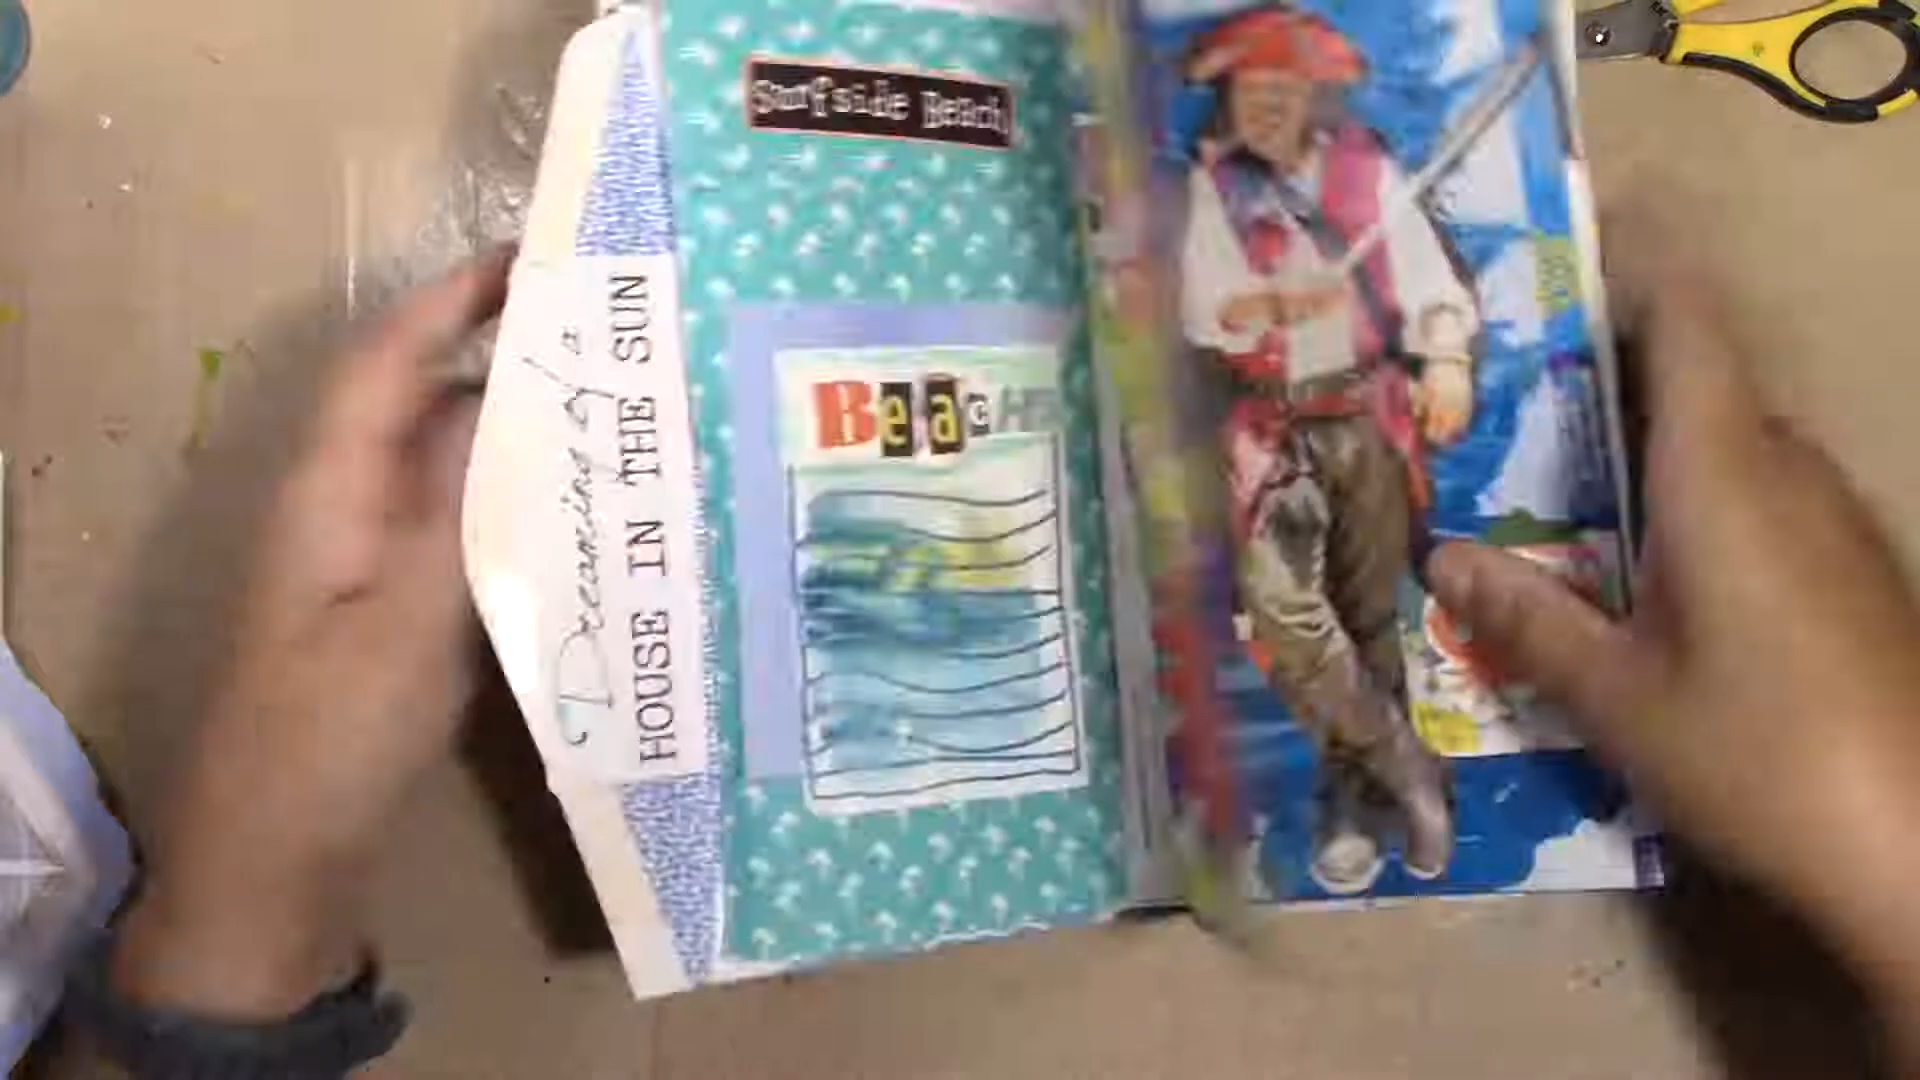 Surfside Beach
Dreaming of a
HOUSE IN THE SUN
Beach